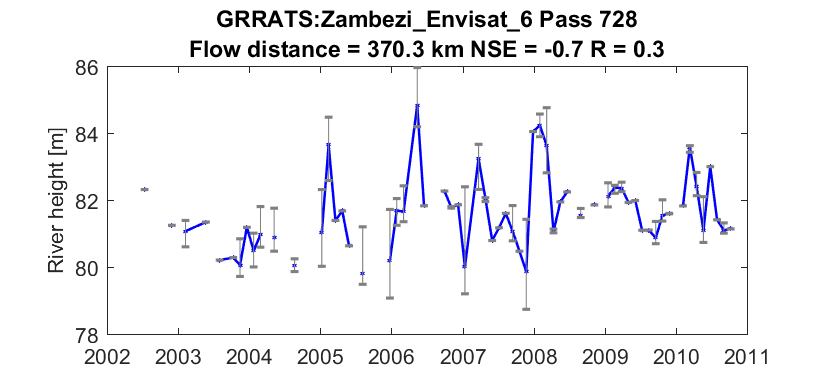 GRRATS:Zambezi_Envisat_6 Pass 728
Flow distance = 370.3 km NSE = -0.7 R = 0.3
River height [m]
86
84
82
80
78
2002 2003 2004 2005 2006 2007 2008 2009 2010 2011